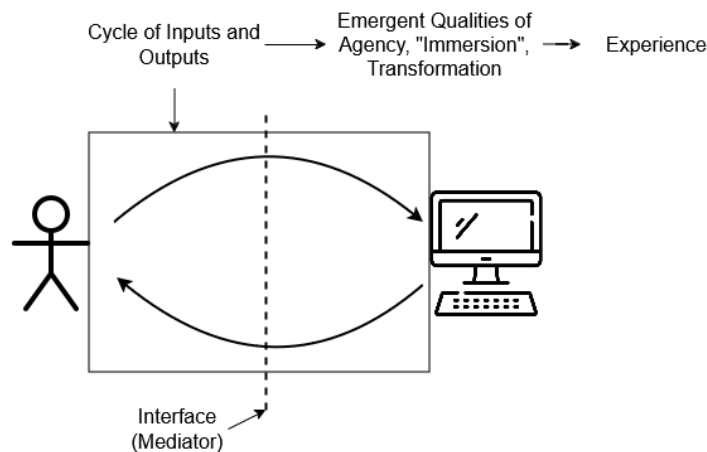 Cycle of Inputs and
Outputs
Emergent Qualities of
Agency, "Immersion",
Transformation
Experience
Interface
(Mediator)